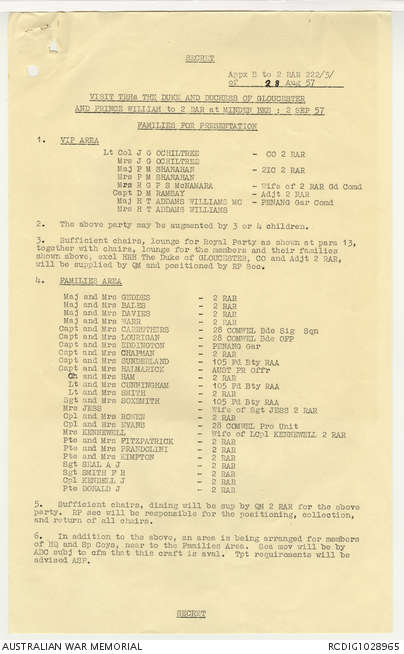 SECRET
Appx B to 2 RAR 222/3/
of 28 Aug 57
VISIT TRHs THE DUKE AND DUCHESS OF GLOUCESTER
AND PRINCE WILLIAM to 2 RAR at MINDEN BKS : 2 SEP 57
FAMILIES FOR PRESENTATION
1. VIP AREA
Lt Col J G OCHILTREE - CO 2 RAR
Mrs J G OCHILTREE
Maj P M SHANAHAN - 2IC 2 RAR
Mrs P M SHANAHAN
Mrs R G P S McNAMARA - Wife of 2 RAR Gd Comd
Capt D M RAMSAY - Adjt 2 RAR
Maj H T ADDAMS WILLIAMS MC - PENANG Gar Comd
Mrs H T ADDAMS WILLIAMS
2. The above party may be augmented by 3 or 4 children.
3. Sufficient chairs, lounge for Royal Party as shown at para 13,
together with chairs, lounge for the members and their families
shown above, excl HRH The Duke of GLOUCESTER, CO and Adjt 2 RAR,
will be supplied by QM and positioned by RP Sec.
4. FAMILIES AREA
Maj and Mrs GEDDES - 2 RAR
Maj and Mrs BALES - 2 RAR
Maj and Mrs DAVIES - 2 RAR
Maj and Mrs WARR - 2 RAR
Capt and Mrs CARRUTHERS - 28 COMWEL Bde Sig Sqn
Capt and Mrs LOURIGAN - 28 COMWEL Bde OFP
Capt and Mrs EDDINGTON - PENANG Gar
Capt and Mrs CHAPMAN - 2 RAR
Capt and Mrs SUNDERLAND - 105 Fd Bty RAA
Capt and Mrs BALMARICK - AUST PR Offr
Ch and Mrs HAM - 2 RAR
Lt and Mrs CUNNINGHAM - 105 Fd Bty RAA
Lt and Mrs SMITH - 2 RAR
Sgt and Mrs SOXSMITH - 105 Fd Bty RAA
Mrs JESS - Wife of Sgt JESS 2 RAR
Cpl and Mrs BOWEN - 2 RAR
Cpl and Mrs EVANS - 28 COMWEL Pro Unit
Mrs KENNEWELL - Wife of LCpl KENNEWELL 2 RAR
Pte and Mrs FITZPATRICK - 2 RAR
Pte and Mrs PRANDOLINI - 2 RAR
Pte and Mrs KIMPTON - 2 RAR
Sgt SEAL A J - 2 RAR
Sgt SMITH F B - 2 RAR
Cpl KENDELL J - 2 RAR
Pte DONALD J - 2 RAR
5. Sufficient chairs, dining will be sup by QM 2 RAR for the above
party. RP sec will be responsible for the positioning, collection,
and return of all chairs.
6. In addition to the above, an area is being arranged for members
of HQ and Sp Coys, near to the Families Area. Sea mov will be by
ABC subj to cfm that this craft is aval. Tpt requirements will be
advised ASP.
SECRET
AUSTRALIAN WAR MEMORIAL
RCDIG1028965